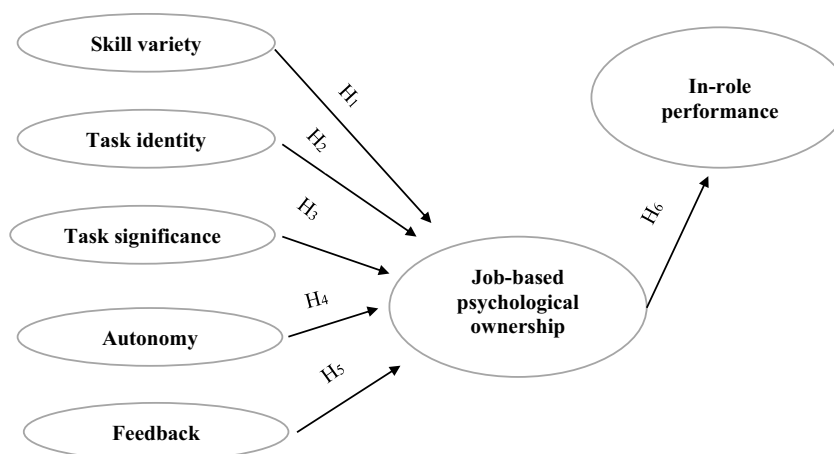 Skill variety
H₁
In-role
performance
Task identity
H₂
Task significance
H₃
H₆
Job-based
psychological
ownership
Autonomy
H₄
Feedback
H₅